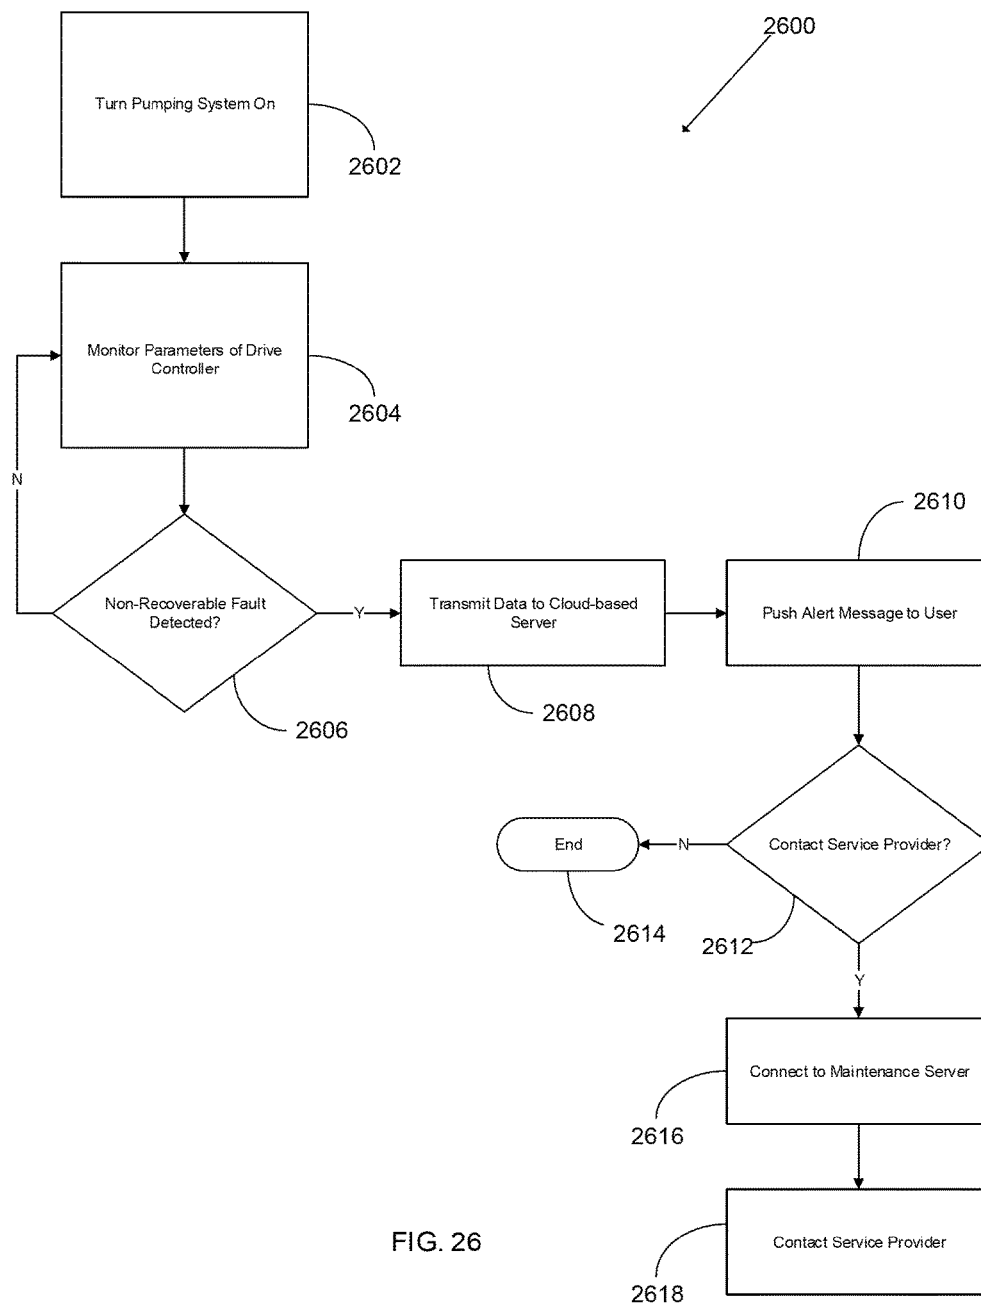 2600
Turn Pumping System On
2602
Monitor Parameters of Drive
Controller
2604
N
2610
Non-Recoverable Fault
Detected?
Y
Transmit Data to Cloud-based
Server
Push Alert Message to User
2606
2608
End
N
Contact Service Provider?
2614
2612
Y
Connect to Maintenance Server
2616
FIG. 26
Contact Service Provider
2618